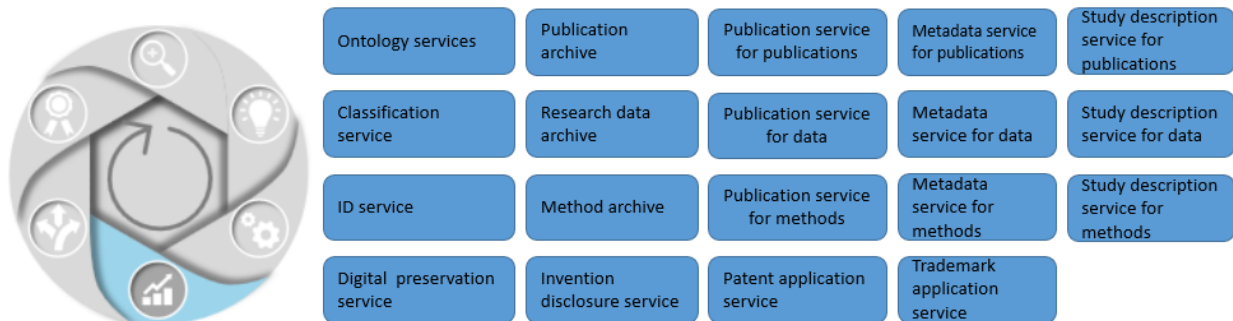 Ontology services
Publication
archive
Publication service
for publications
Metadata service
for publications
Study description
service for
publications
Classification
service
Research data
archive
Publication service
for data
Metadata
service for data
Study description
service for data
ID service
Method archive
Publication service
for methods
Metadata
service for
methods
Study description
service for
methods
Digital preservation
service
Invention
disclosure service
Patent application
service
Trademark
application
service